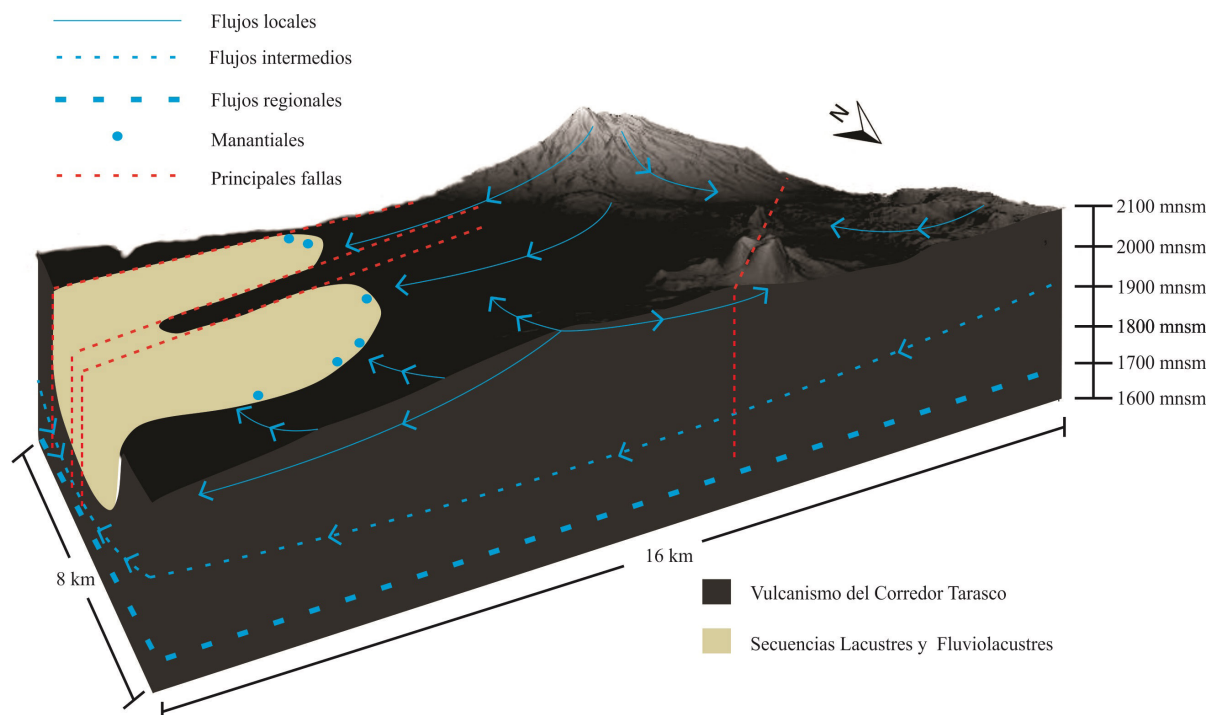 Flujos locales
Flujos intermedios
Flujos regionales
Manantiales
Principales fallas
N
2100 mnsm
2000 mnsm
1900 mnsm
1800 mnsm
1700 mnsm
1600 mnsm
16 km
8 km
Vulcanismo del Corredor Tarasco
Secuencias Lacustres y Fluviolacustres